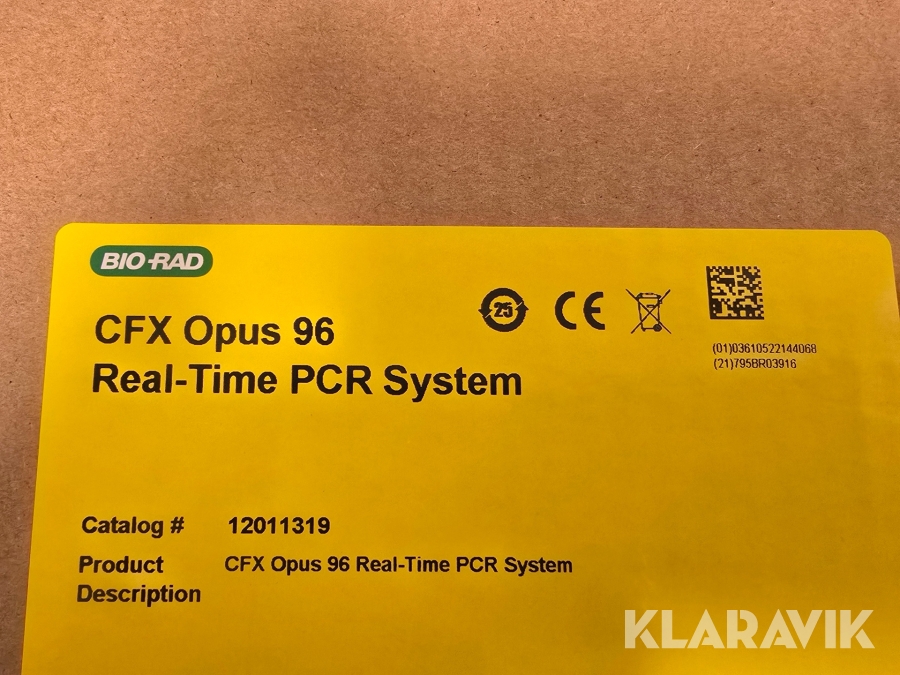 BIO-RAD
CFX Opus 96
Real-Time PCR System
25
CE
(01)03610522144068
(21)795BR03916
Catalog # 12011319
Product CFX Opus 96 Real-Time PCR System
Description
KLARAVIK